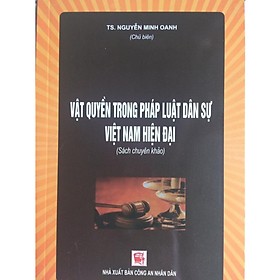 TS. NGUYỄN MINH OANH
(Chủ biên)
VẬT QUYỀN TRONG PHÁP LUẬT DÂN SỰ
VIỆT NAM HIỆN ĐẠI
(Sách chuyên khảo)
NHÀ XUẤT BẢN CÔNG AN NHÂN DÂN